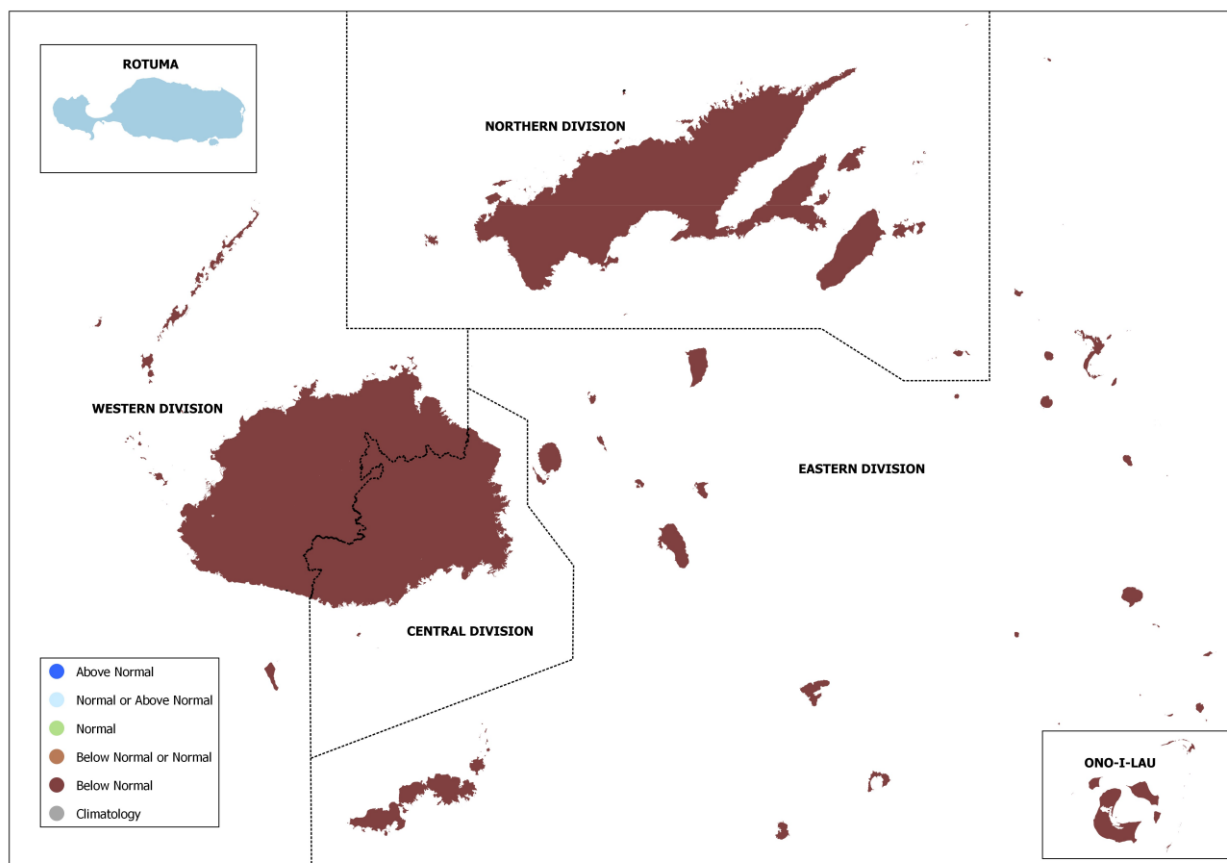 ROTUMA
NORTHERN DIVISION
WESTERN DIVISION
EASTERN DIVISION
CENTRAL DIVISION
Above Normal
Normal or Above Normal
Normal
Below Normal or Normal
Below Normal
Climatology
ONO-I-LAU